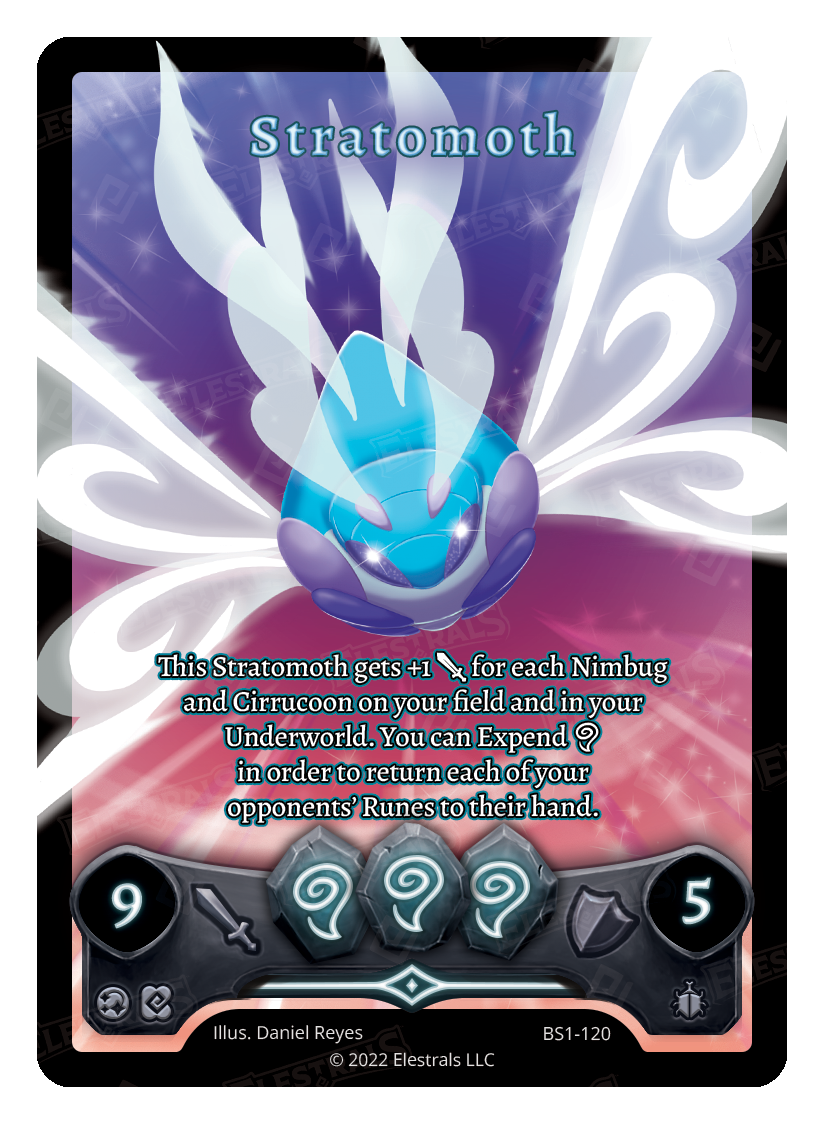 Stratomoth
This Stratomoth gets +1 for each Nimbug
and Cirrucoon on your field and in your
Underworld. You can Expend
in order to return each of your
opponents’ Runes to their hand.
9
5
Illus. Daniel Reyes
BS1-120
© 2022 Elestrals LLC
ELESTRALS